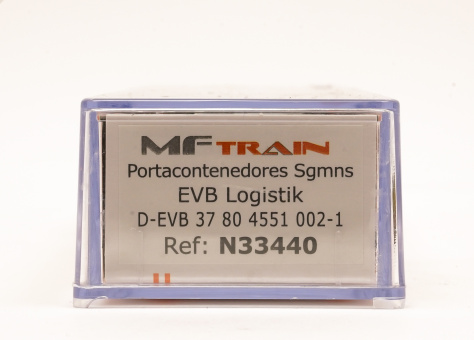 MFTRAIN
Portacontenedores Sgmns
EVB Logistik
D-EVB 37 80 4551 002-1
Ref: N33440